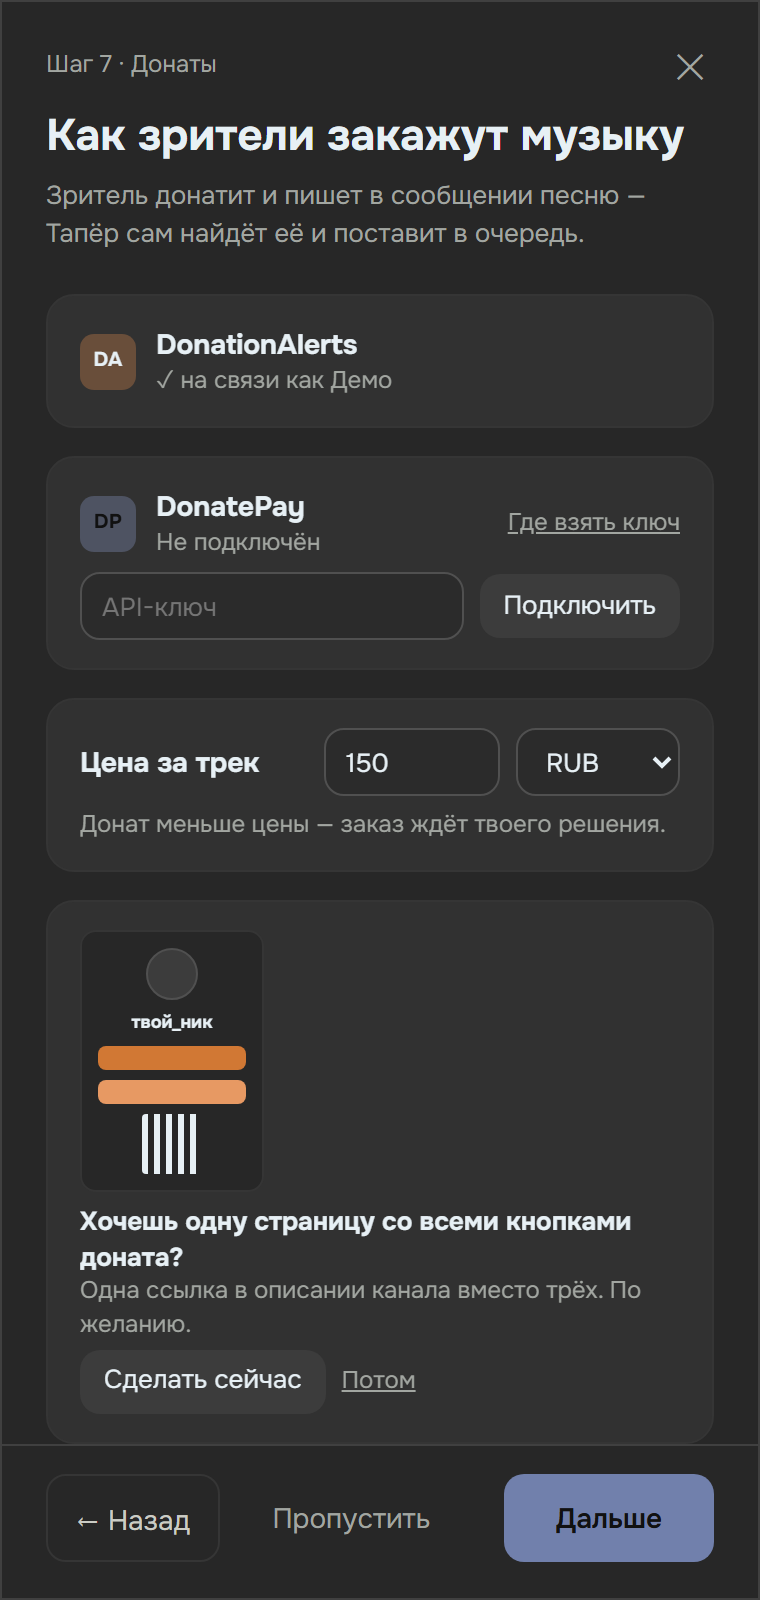 Шаг 7 · Донаты
Как зрители закажут музыку
Зритель донатит и пишет в сообщении песню —
Тапёр сам найдёт её и поставит в очередь.
DA
DonationAlerts
✓ на связи как Демо
DP
DonatePay
Не подключён
Где взять ключ
API-ключ
Подключить
Цена за трек
150
RUB
Донат меньше цены — заказ ждёт твоего решения.
твой_ник
Хочешь одну страницу со всеми кнопками
доната?
Одна ссылка в описании канала вместо трёх. По
желанию.
Сделать сейчас
Потом
← Назад
Пропустить
Дальше